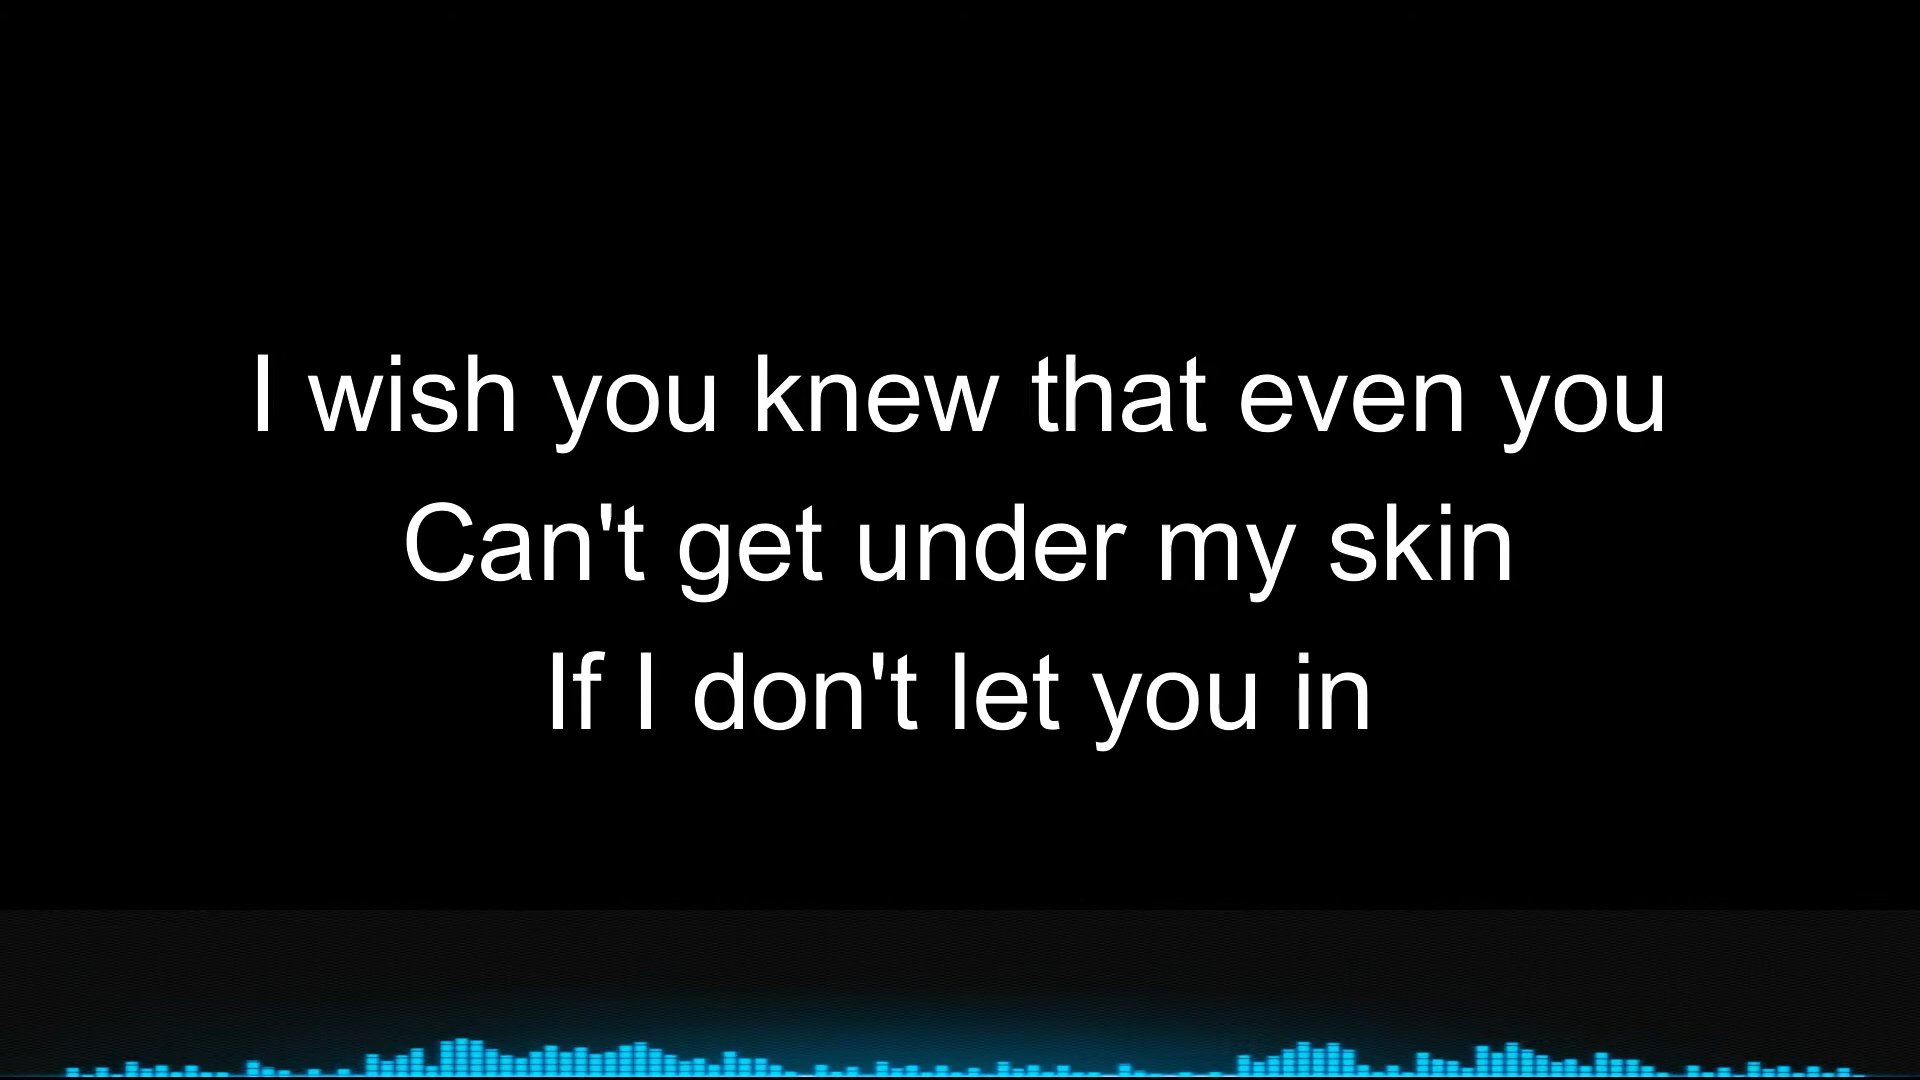 I wish you knew that even you
Can't get under my skin
If I don't let you in